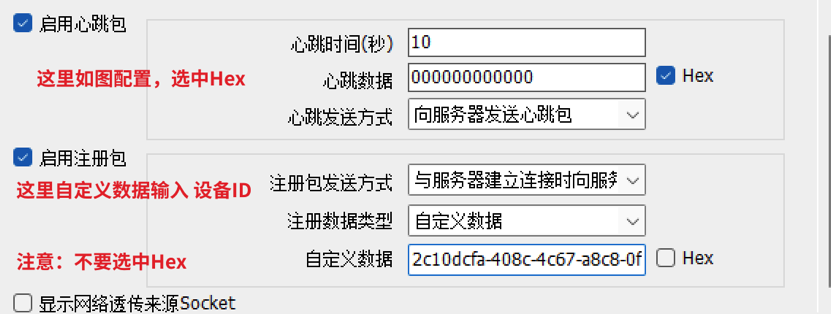 启用心跳包
心跳时间(秒) 10
这里如图配置，选中Hex
心跳数据 000000000000 Hex
心跳发送方式 向服务器发送心跳包
启用注册包
注册包发送方式 与服务器建立连接时向服务
这里自定义数据输入 设备ID
注册数据类型 自定义数据
注意：不要选中Hex
自定义数据 2c10dcfa-408c-4c67-a8c8-0f Hex
显示网络透传来源Socket